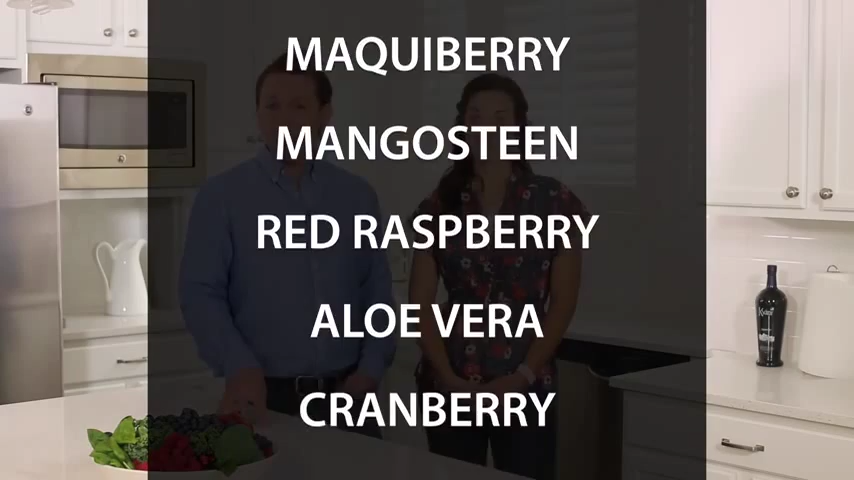 MAQUIBERRY
MANGOSTEEN
RED RASPBERRY
ALOE VERA
CRANBERRY